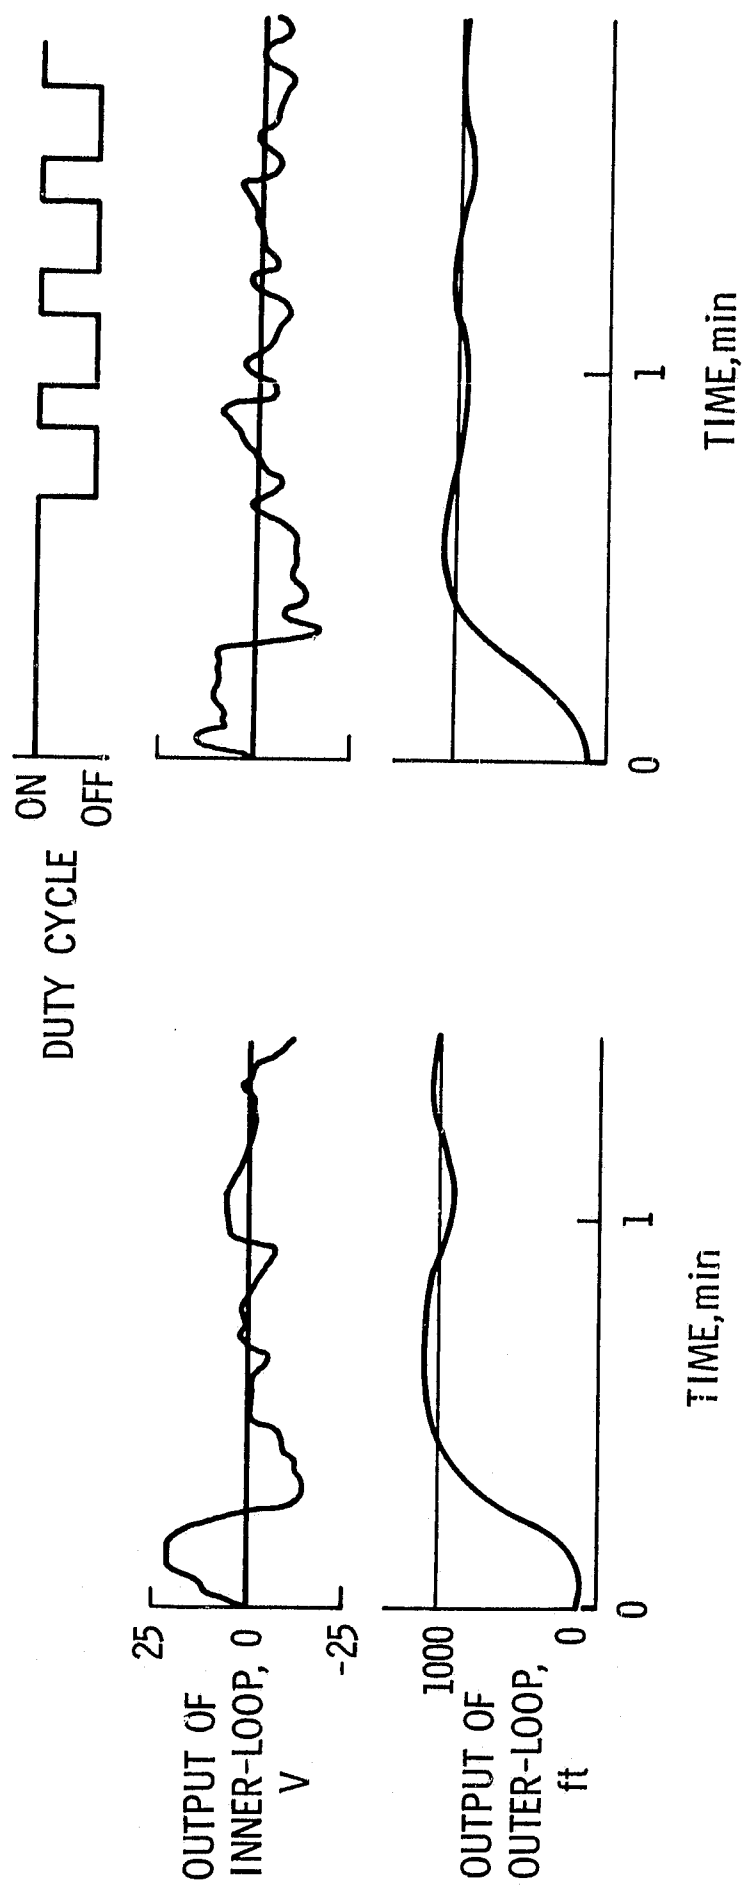 OUTPUT OF
INNER-LOOP,
V
25
0
-25
OUTPUT OF
OUTER-LOOP,
ft
1000
0
0
1
TIME,min
DUTY CYCLE
ON
OFF
0
1
TIME,min